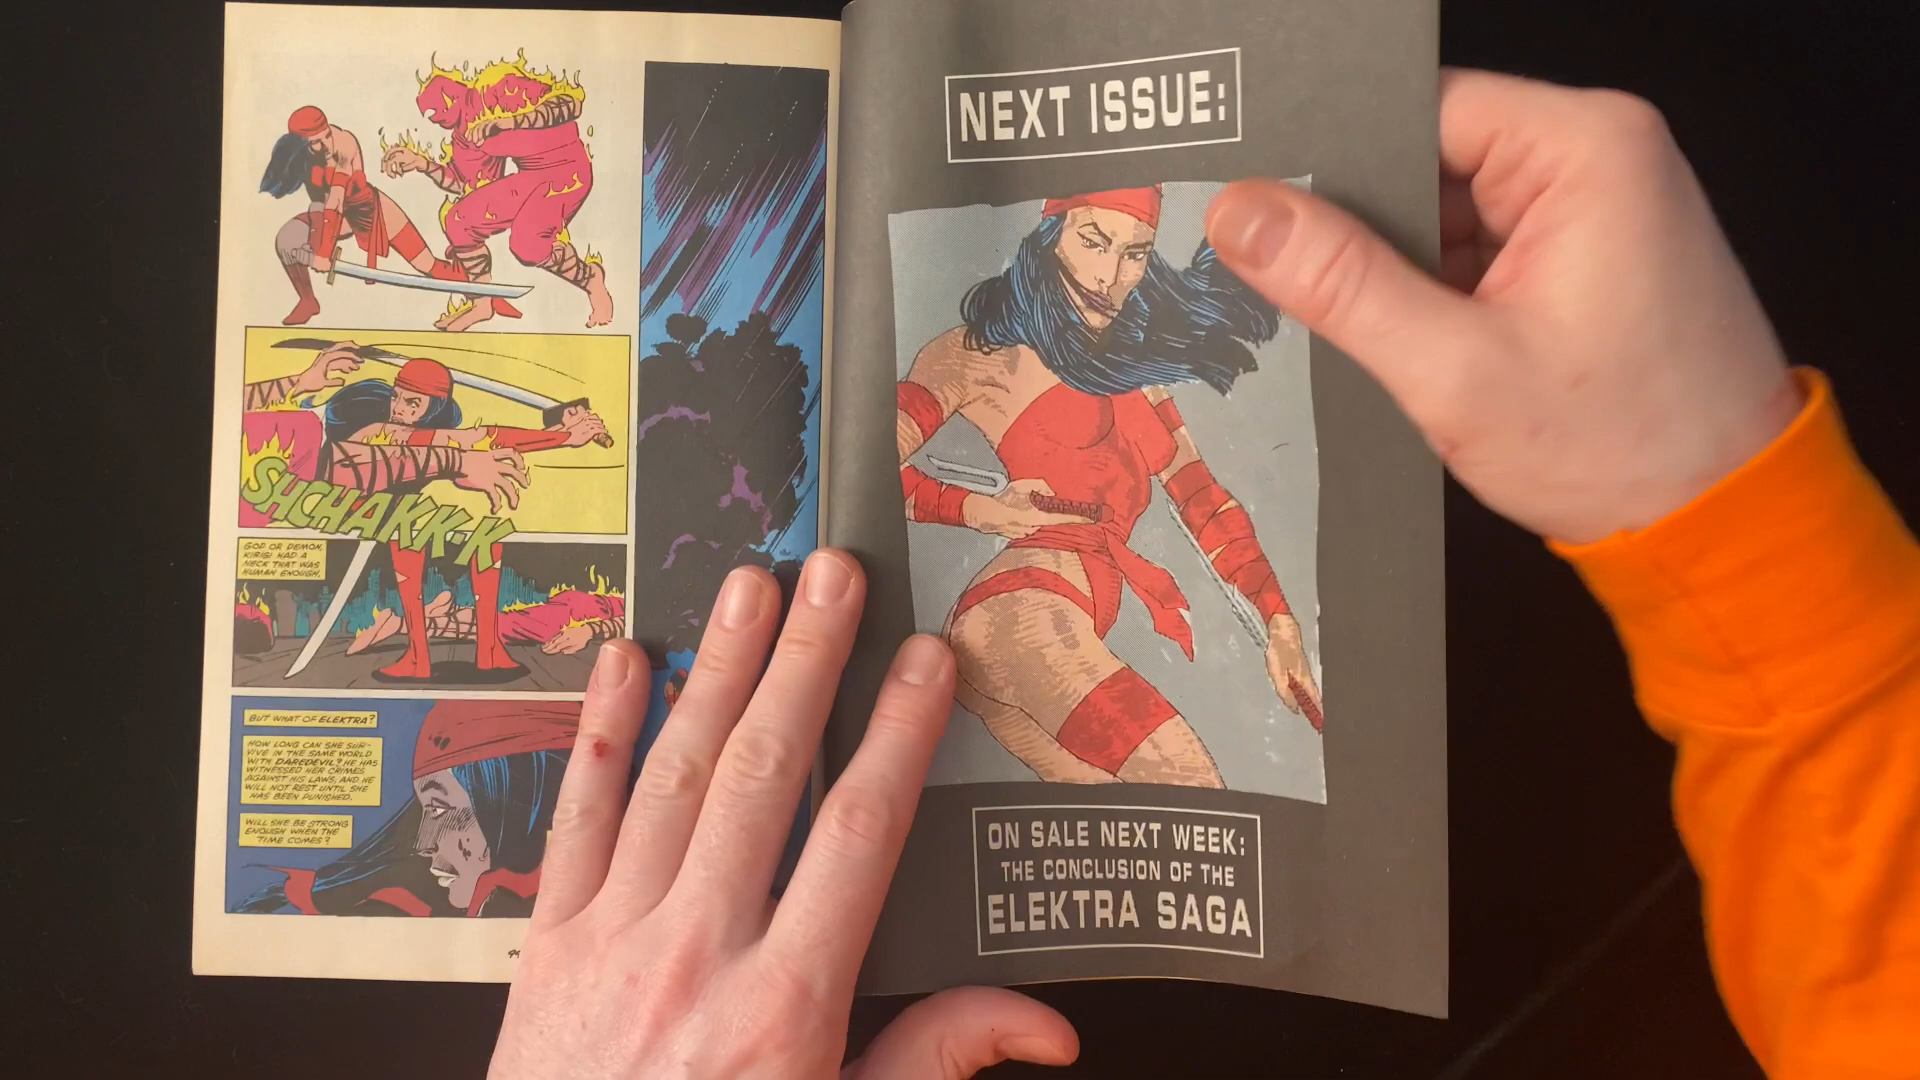 SHCHAKK-K
GOD OR DEMON,
KIRIGI HAD A
NECK THAT WAS
HUMAN ENOUGH.
BUT WHAT OF ELEKTRA?
HOW LONG CAN SHE SUR-
VIVE IN THE SAME WORLD
WITH DAREDEVIL? HE HAS
WITNESSED HER CRIMES
AGAINST HIS LAWS, AND HE
WILL NOT REST UNTIL SHE
HAS BEEN PUNISHED.
WILL SHE BE STRONG
ENOUGH WHEN THE
TIME COMES?
NEXT ISSUE:
ON SALE NEXT WEEK:
THE CONCLUSION OF THE
ELEKTRA SAGA